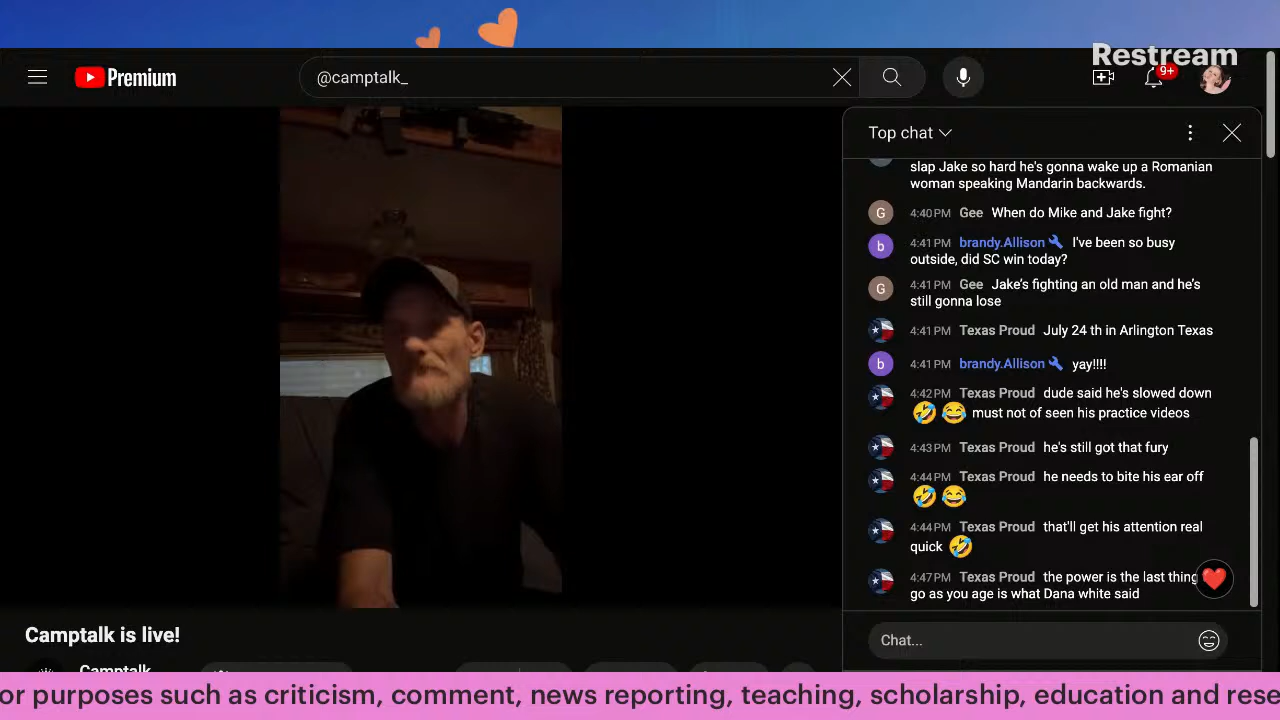 Restream
Premium
@camptalk_
9+
Top chat
slap Jake so hard he's gonna wake up a Romanian
woman speaking Mandarin backwards.
G 4:40 PM Gee When do Mike and Jake fight?
b 4:41 PM brandy.Allison I've been so busy
outside, did SC win today?
G 4:41 PM Gee Jake's fighting an old man and he's
still gonna lose
4:41 PM Texas Proud July 24 th in Arlington Texas
b 4:41 PM brandy.Allison yay!!!!
4:42 PM Texas Proud dude said he's slowed down
🤣 😂 must not of seen his practice videos
4:43 PM Texas Proud he's still got that fury
4:44 PM Texas Proud he needs to bite his ear off
🤣 😂
4:44 PM Texas Proud that'll get his attention real
quick 🤣
4:47 PM Texas Proud the power is the last thing
go as you age is what Dana white said
Chat...
Camptalk is live!
Camptalk
or purposes such as criticism, comment, news reporting, teaching, scholarship, education and rese